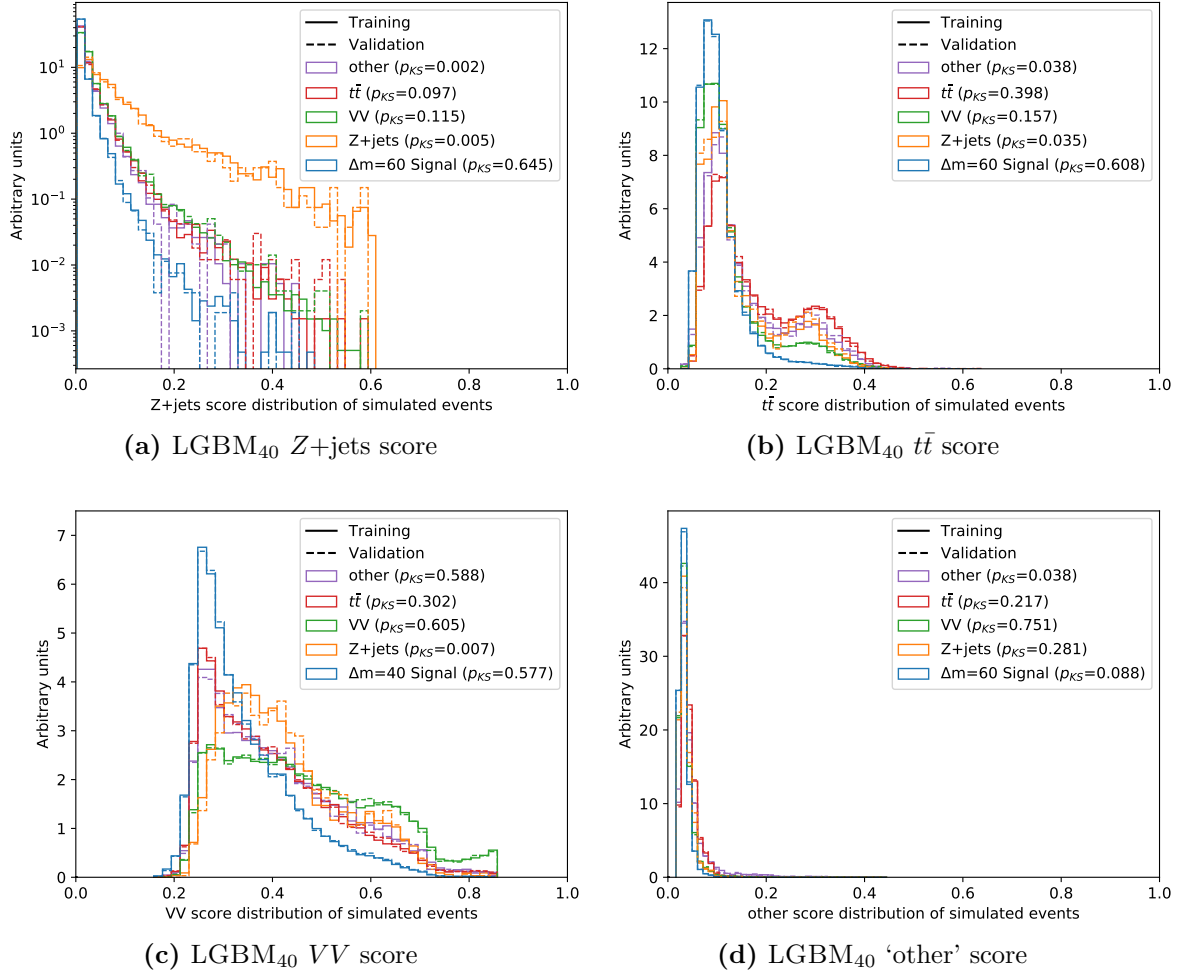 Training
Validation
other (p_KS=0.002)
tt̄ (p_KS=0.097)
VV (p_KS=0.115)
Z+jets (p_KS=0.005)
Δm=60 Signal (p_KS=0.645)
Arbitrary units
10¹
10⁰
10⁻¹
10⁻²
10⁻³
0.0 0.2 0.4 0.6 0.8 1.0
Z+jets score distribution of simulated events
(a) LGBM₄₀ Z+jets score
Training
Validation
other (p_KS=0.038)
tt̄ (p_KS=0.398)
VV (p_KS=0.157)
Z+jets (p_KS=0.035)
Δm=60 Signal (p_KS=0.608)
Arbitrary units
12
10
8
6
4
2
0
0.0 0.2 0.4 0.6 0.8 1.0
tt̄ score distribution of simulated events
(b) LGBM₄₀ tt̄ score
Training
Validation
other (p_KS=0.588)
tt̄ (p_KS=0.302)
VV (p_KS=0.605)
Z+jets (p_KS=0.007)
Δm=40 Signal (p_KS=0.577)
Arbitrary units
7
6
5
4
3
2
1
0
0.0 0.2 0.4 0.6 0.8 1.0
VV score distribution of simulated events
(c) LGBM₄₀ VV score
Training
Validation
other (p_KS=0.038)
tt̄ (p_KS=0.217)
VV (p_KS=0.751)
Z+jets (p_KS=0.281)
Δm=60 Signal (p_KS=0.088)
Arbitrary units
40
30
20
10
0
0.0 0.2 0.4 0.6 0.8 1.0
other score distribution of simulated events
(d) LGBM₄₀ ‘other’ score